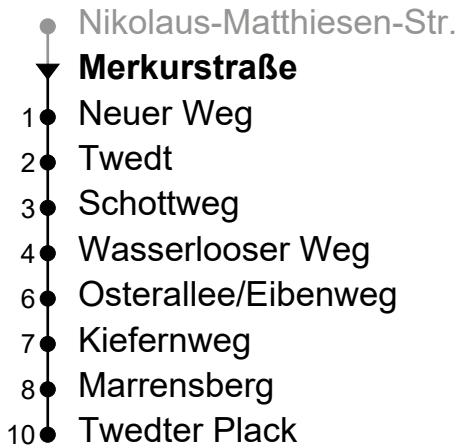 Nikolaus-Matthiesen-Str.
Merkurstraße
1 Neuer Weg
2 Twedt
3 Schottweg
4 Wasserlooser Weg
6 Osterallee/Eibenweg
7 Kiefernweg
8 Marrensberg
10 Twedter Plack